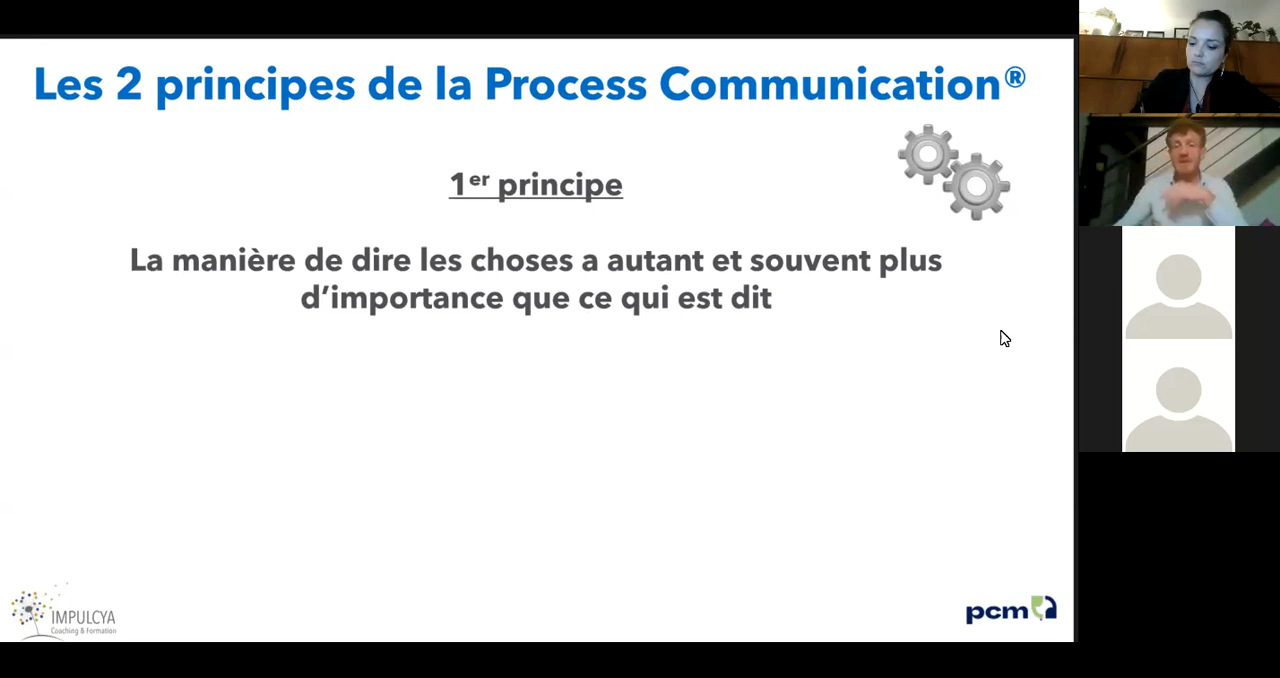 Les 2 principes de la Process Communication®
1er principe
La manière de dire les choses a autant et souvent plus
d’importance que ce qui est dit
IMPULCYA
Coaching & Formation
pcm